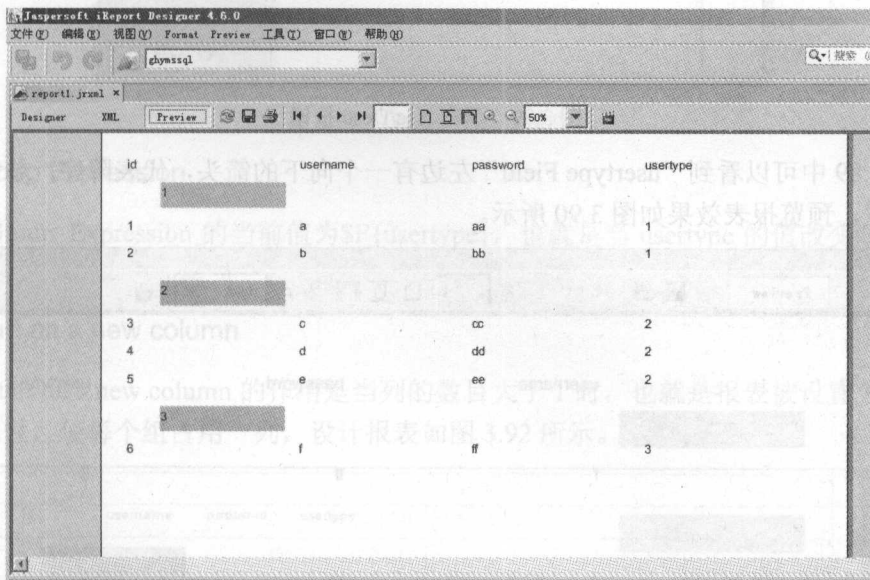 Jaspersoft iReport Designer 4.6.0
文件(F) 编辑(E) 视图(V) Format Preview 工具(T) 窗口(W) 帮助(H)
ghymssql 搜索
report1.jrxml ×
Designer XML Preview 50%
id username password usertype
1
1 a aa 1
2 b bb 1
2
3 c cc 2
4 d dd 2
5 e ee 2
3
6 f ff 3